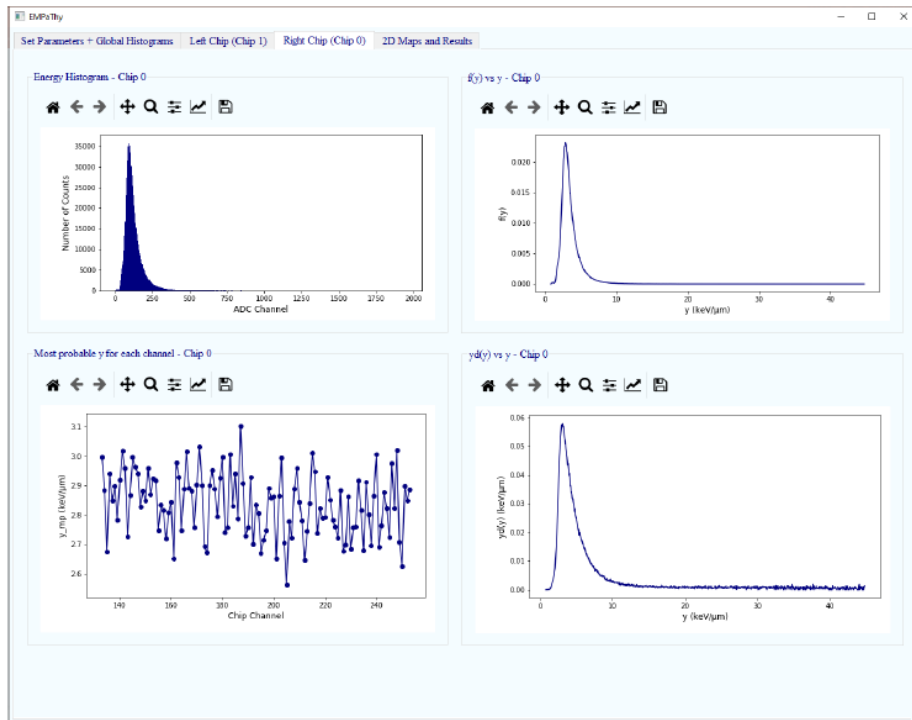 EMPaThy
Set Parameters + Global Histograms Left Chip (Chip 1) Right Chip (Chip 0) 2D Maps and Results
Energy Histogram - Chip 0
35000
30000
25000
20000
15000
10000
5000
0
Number of Counts
0 250 500 750 1000 1250 1500 1750 2000
ADC Channel
f(y) vs y - Chip 0
0.020
0.015
0.010
0.005
0.000
f(y)
0 10 20 30 40
y (keV/μm)
Most probable y for each channel - Chip 0
3.1
3.0
2.9
2.8
2.7
2.6
y_mp (keV/μm)
140 160 180 200 220 240
Chip Channel
yd(y) vs y - Chip 0
0.06
0.05
0.04
0.03
0.02
0.01
0.00
yd(y)
0 10 20 30 40
y (keV/μm)